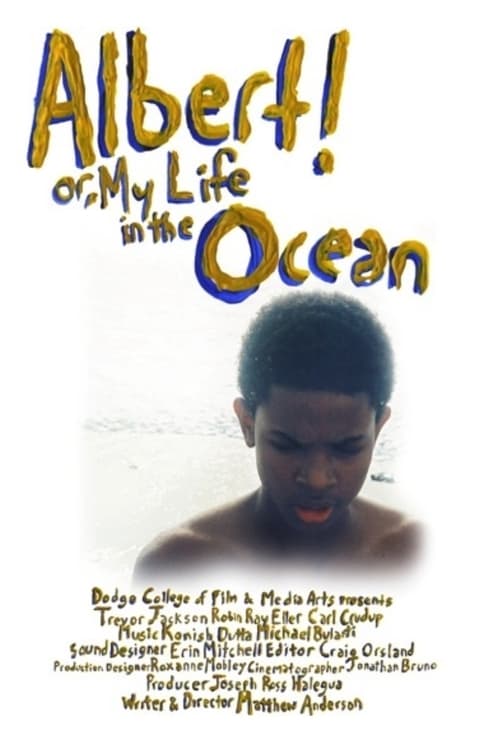 Albert!
or, My Life
in the
Ocean
Dodge College of Film & Media Arts presents
Trevor Jackson Robin Ray Eller Carl Crudup
Music Konish Dutta Michael Bulardi
Sound Designer Erin Mitchell Editor Craig Orsland
Production Designer Roxanne Mobley Cinematographer Jonathan Bruno
Producer Joseph Ross Halegua
Writer & Director Matthew Anderson